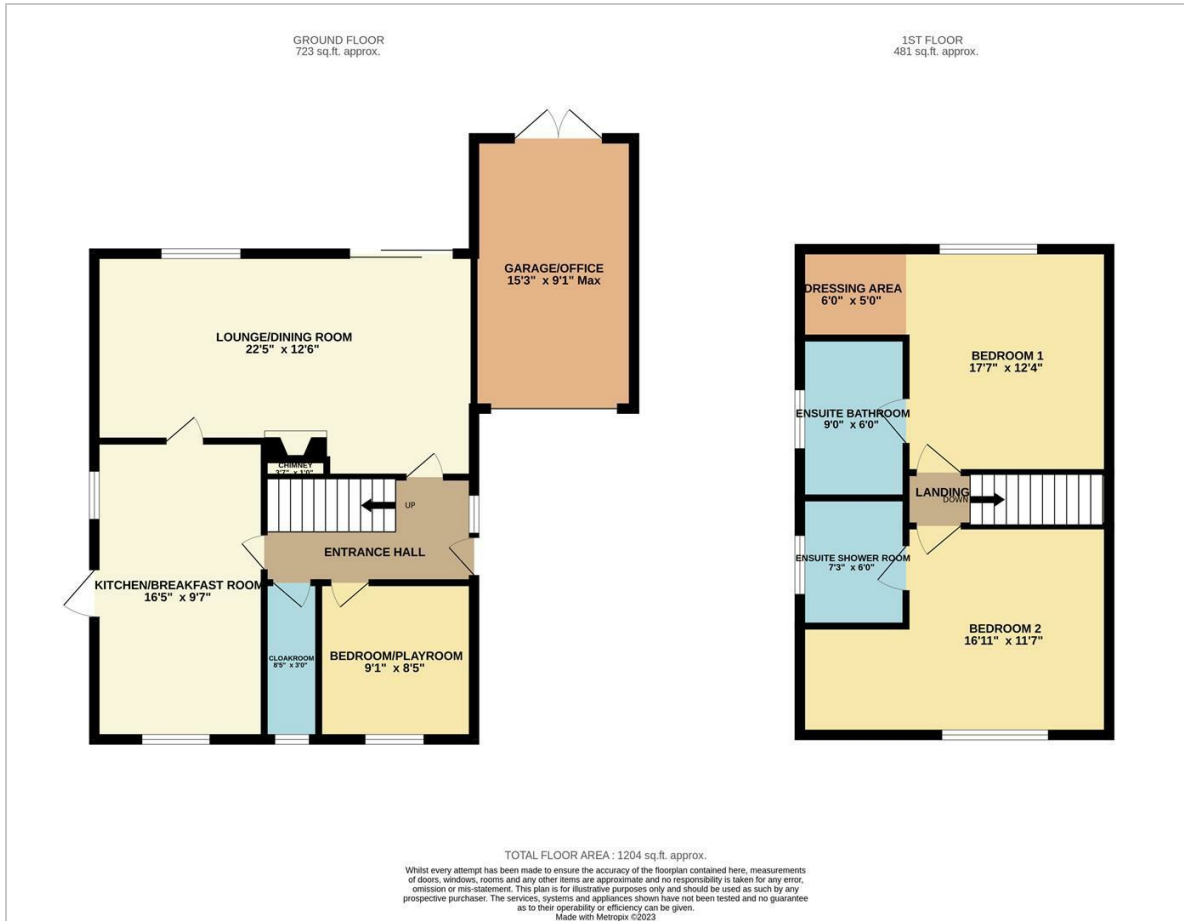 GROUND FLOOR
723 sq.ft. approx.
1ST FLOOR
481 sq.ft. approx.
GARAGE/OFFICE
15'3" x 9'1" Max
LOUNGE/DINING ROOM
22'5" x 12'6"
CHIMNEY
3'7" x 1'0"
UP
ENTRANCE HALL
KITCHEN/BREAKFAST ROOM
16'5" x 9'7"
CLOAKROOM
8'5" x 3'0"
BEDROOM/PLAYROOM
9'1" x 8'5"
DRESSING AREA
6'0" x 5'0"
BEDROOM 1
17'7" x 12'4"
ENSUITE BATHROOM
9'0" x 6'0"
LANDING
DOWN
ENSUITE SHOWER ROOM
7'3" x 6'0"
BEDROOM 2
16'11" x 11'7"
TOTAL FLOOR AREA : 1204 sq.ft. approx.
Whilst every attempt has been made to ensure the accuracy of the floorplan contained here, measurements
of doors, windows, rooms and any other items are approximate and no responsibility is taken for any error,
omission or mis-statement. This plan is for illustrative purposes only and should be used as such by any
prospective purchaser. The services, systems and appliances shown have not been tested and no guarantee
as to their operability or efficiency can be given.
Made with Metropix ©2023